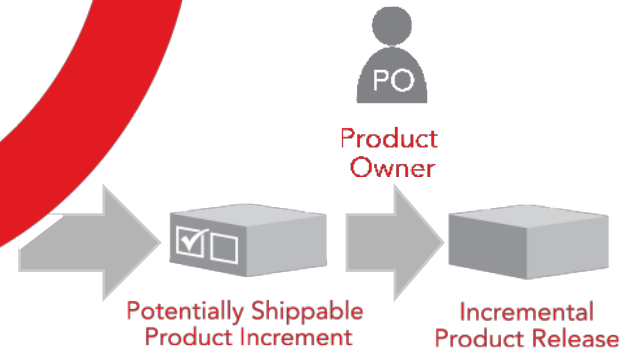 PO
Product
Owner
Potentially Shippable
Product Increment
Incremental
Product Release